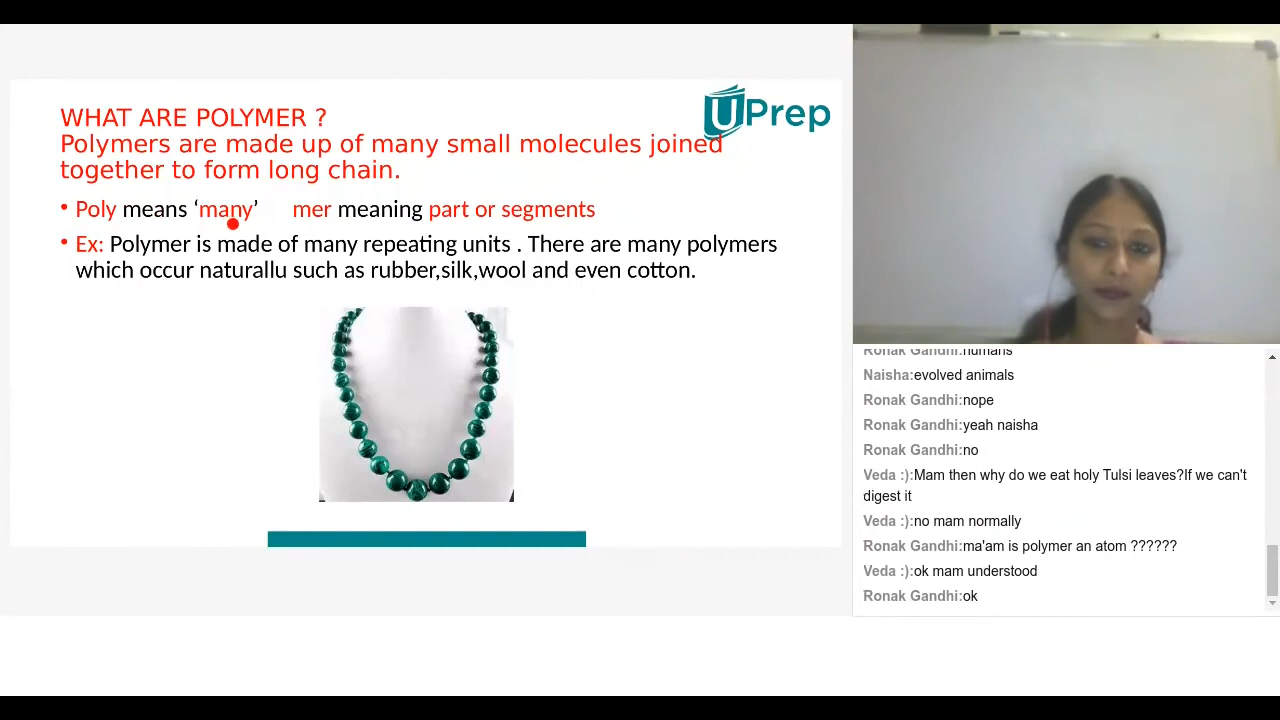 WHAT ARE POLYMER ?
Polymers are made up of many small molecules joined
together to form long chain.
• Poly means ‘many’ mer meaning part or segments
• Ex: Polymer is made of many repeating units . There are many polymers
which occur naturallu such as rubber,silk,wool and even cotton.
UPrep
Ronak Gandhi:humans
Naisha:evolved animals
Ronak Gandhi:nope
Ronak Gandhi:yeah naisha
Ronak Gandhi:no
Veda :):Mam then why do we eat holy Tulsi leaves?If we can't
digest it
Veda :):no mam normally
Ronak Gandhi:ma'am is polymer an atom ??????
Veda :):ok mam understood
Ronak Gandhi:ok